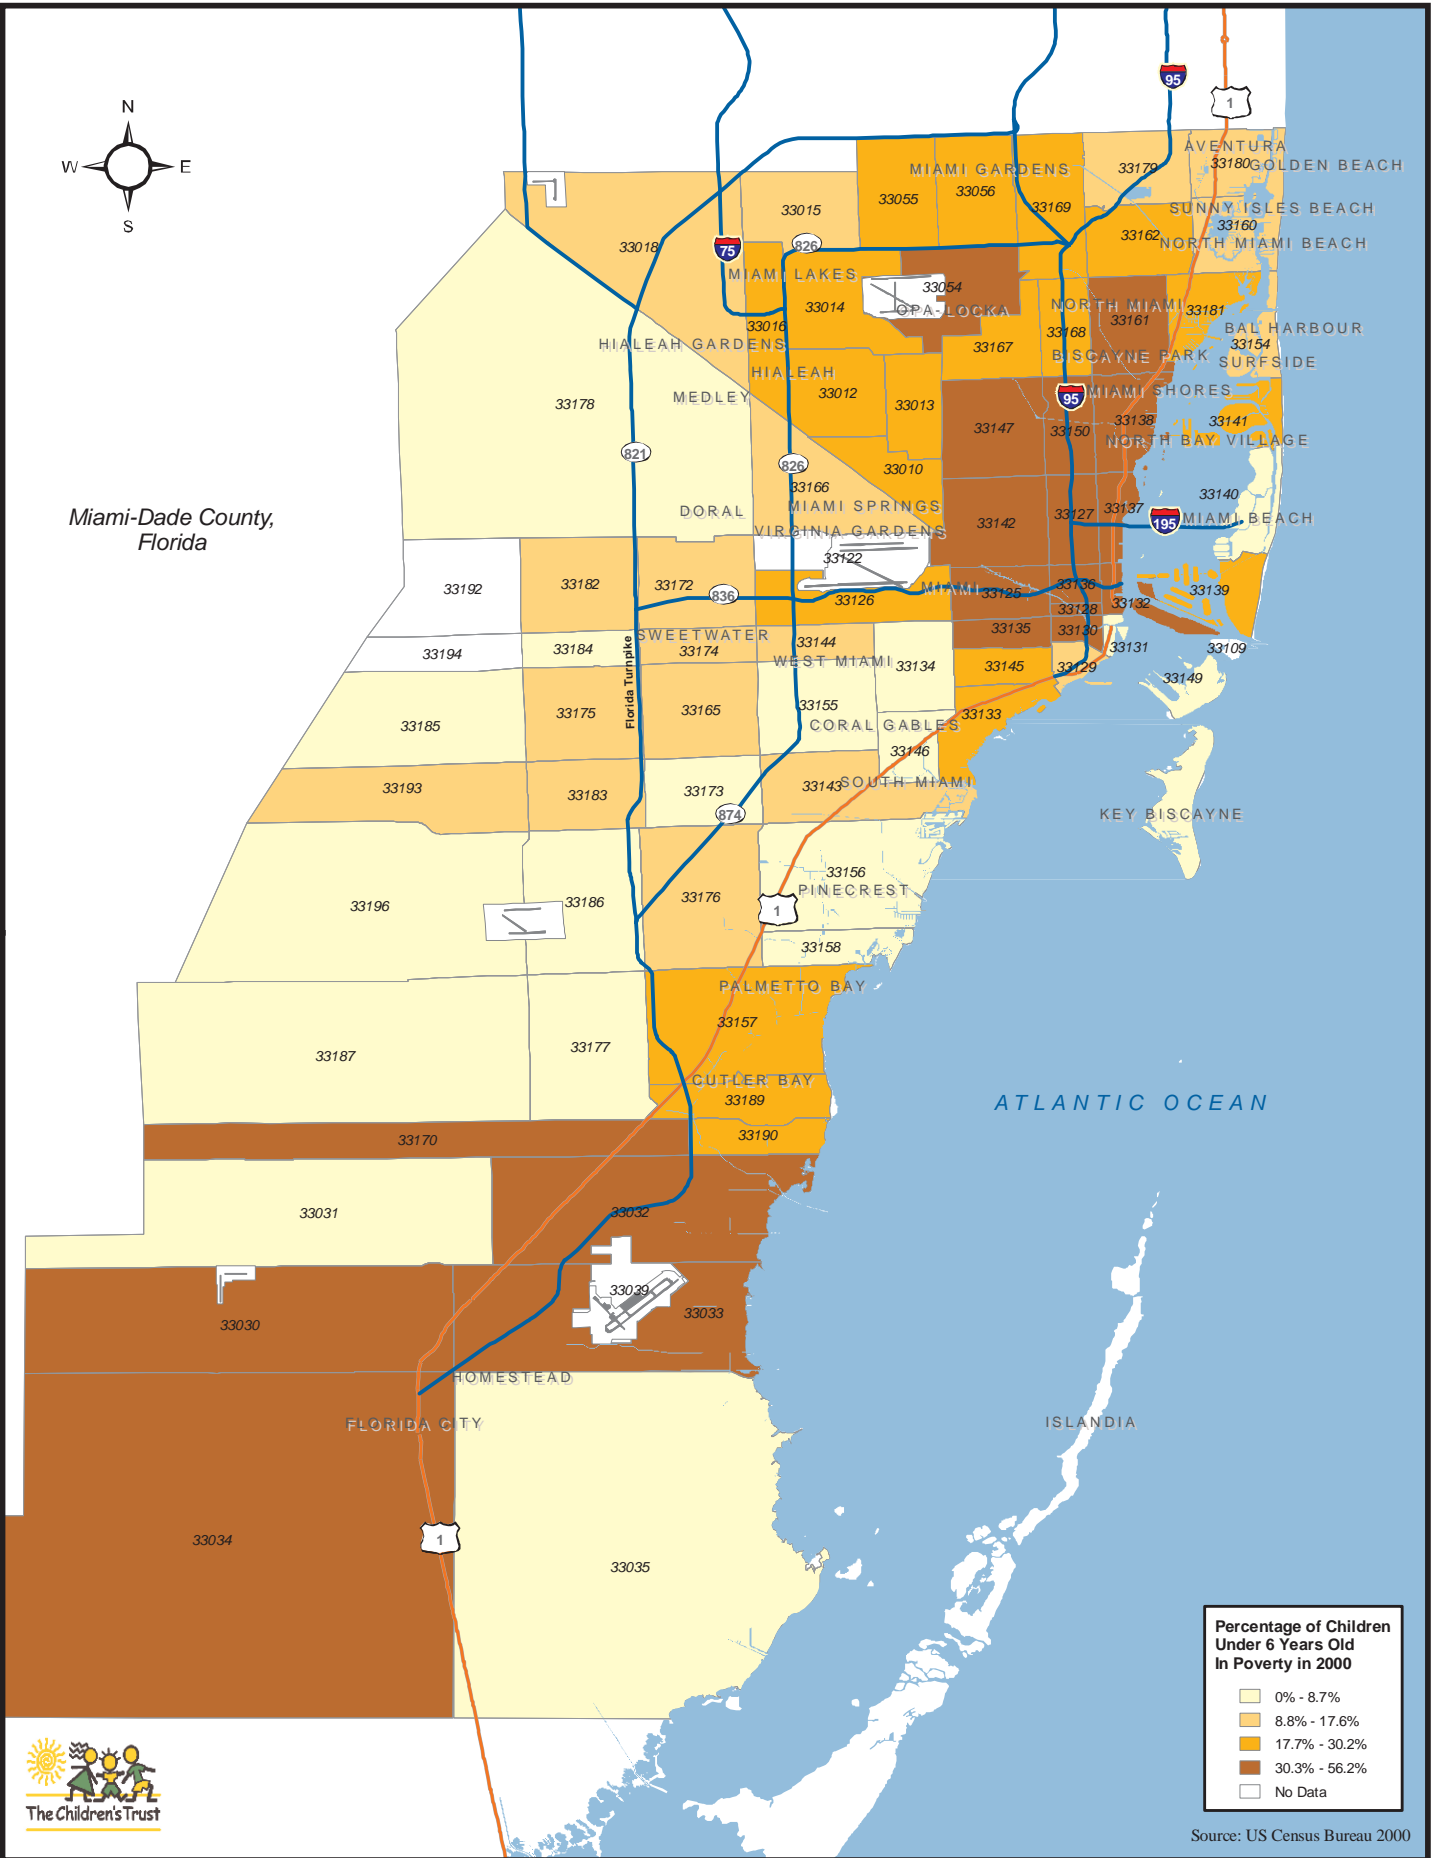 95
1
N
W E
S
AVENTURA
33179
33180
GOLDEN BEACH
MIAMI GARDENS
33055
33056
33169
33015
SUNNY ISLES BEACH
33160
33162
NORTH MIAMI BEACH
33018
75
826
MIAMI LAKES
33054
OPA-LOCKA
33014
33016
NORTH MIAMI
33161
33181
33168
BAL HARBOUR
33154
SURFSIDE
HIALEAH GARDENS
33167
BISCAYNE PARK
HIALEAH
33012
33013
MEDLEY
33178
95
MIAMI SHORES
33138
33141
33147
33150
NORTH BAY VILLAGE
821
826
33010
33166
33140
DORAL
MIAMI SPRINGS
VIRGINIA GARDENS
33142
33127
33137
195
MIAMI BEACH
Miami-Dade County,
Florida
33122
33192
33182
33172
836
33126
MIAMI
33125
33136
33128
33132
33139
33194
33184
SWEETWATER
33174
33144
WEST MIAMI
33134
33135
33130
33131
33109
33145
33129
33149
Florida Turnpike
33185
33175
33165
33155
CORAL GABLES
33133
33146
33193
33183
33173
874
33143
SOUTH MIAMI
KEY BISCAYNE
33156
PINECREST
33196
33186
33176
1
33158
PALMETTO BAY
33157
33187
33177
CUTLER BAY
33189
33190
ATLANTIC OCEAN
33170
33031
33032
33039
33033
33030
HOMESTEAD
FLORIDA CITY
ISLANDIA
33034
1
33035
Percentage of Children
Under 6 Years Old
In Poverty in 2000
0% - 8.7%
8.8% - 17.6%
17.7% - 30.2%
30.3% - 56.2%
No Data
The Children's Trust
Source: US Census Bureau 2000